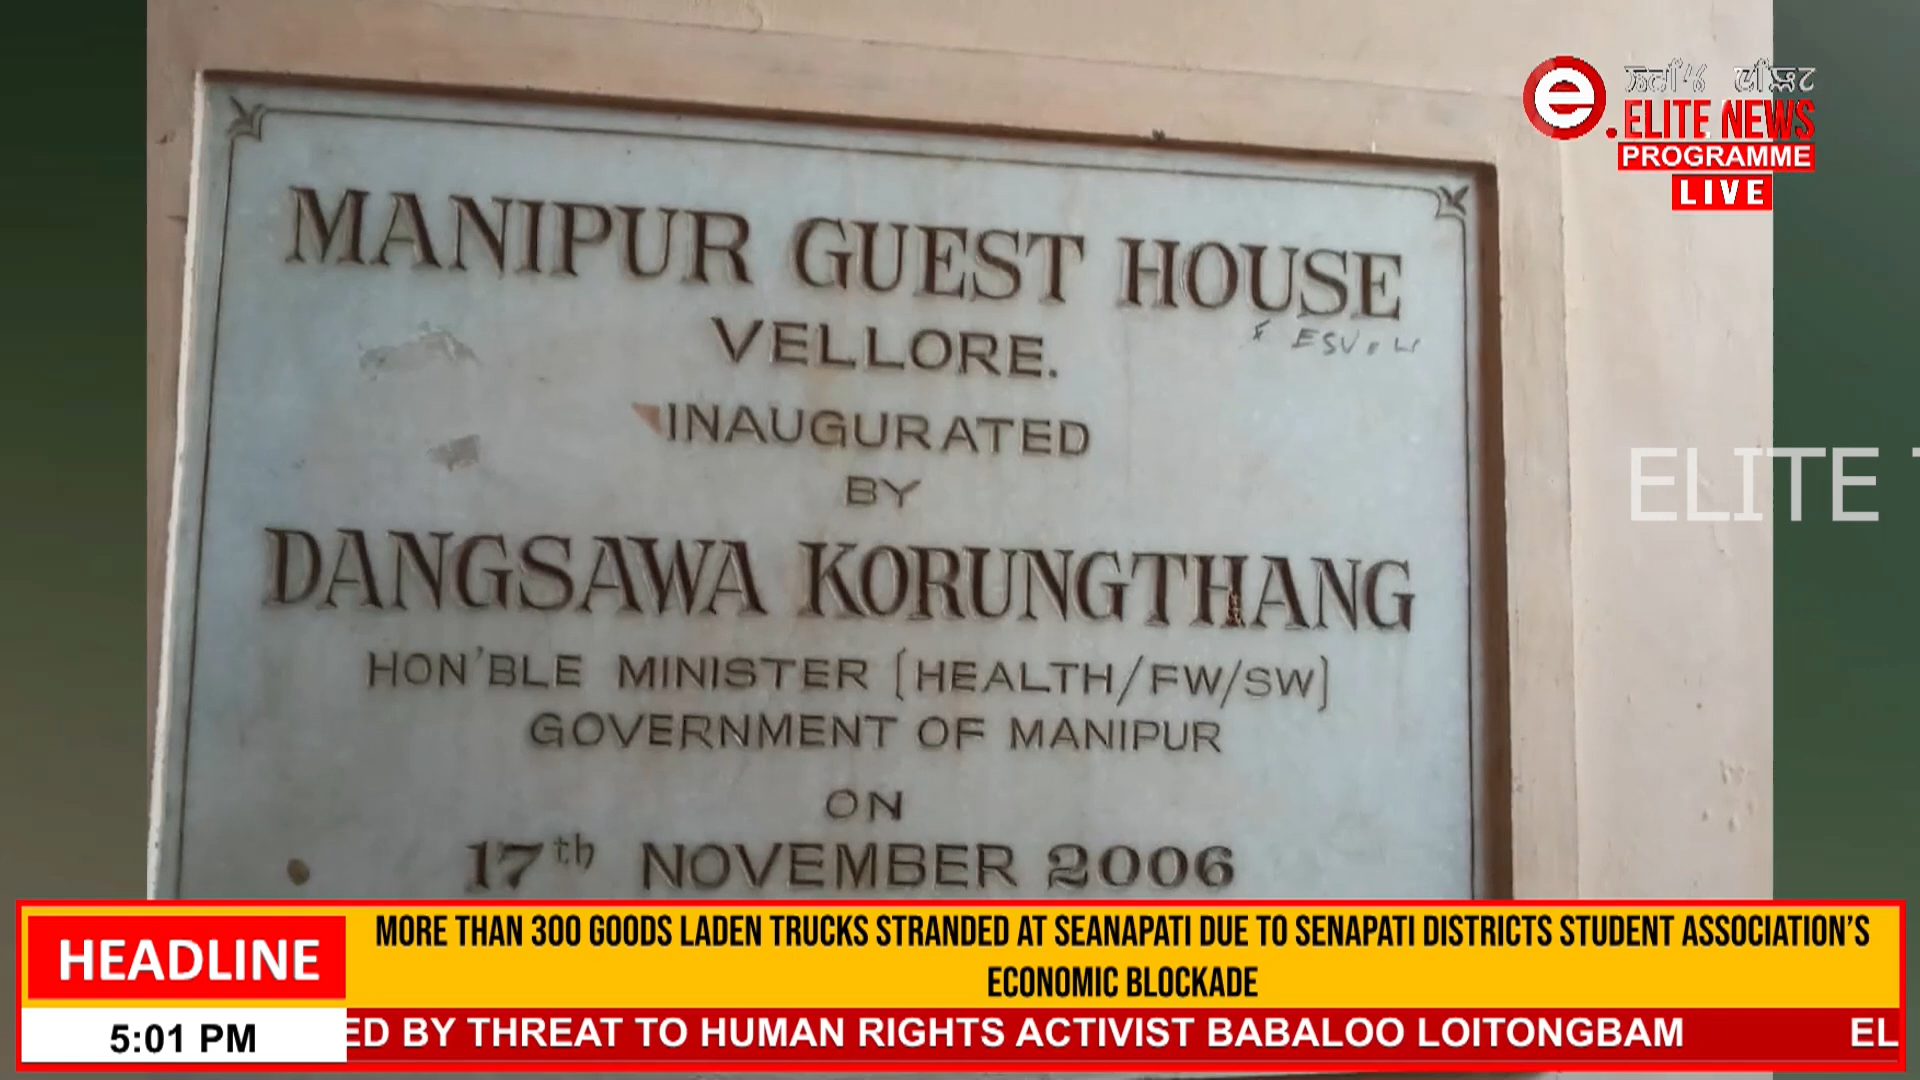 ELITE NEWS
PROGRAMME
LIVE
MANIPUR GUEST HOUSE
VELLORE.
INAUGURATED
BY
DANGSAWA KORUNGTHANG
HON'BLE MINISTER (HEALTH/FW/SW)
GOVERNMENT OF MANIPUR
ON
17th NOVEMBER 2006
ELITE
HEADLINE
MORE THAN 300 GOODS LADEN TRUCKS STRANDED AT SEANAPATI DUE TO SENAPATI DISTRICTS STUDENT ASSOCIATION’S
ECONOMIC BLOCKADE
5:01 PM
ED BY THREAT TO HUMAN RIGHTS ACTIVIST BABALOO LOITONGBAM EL